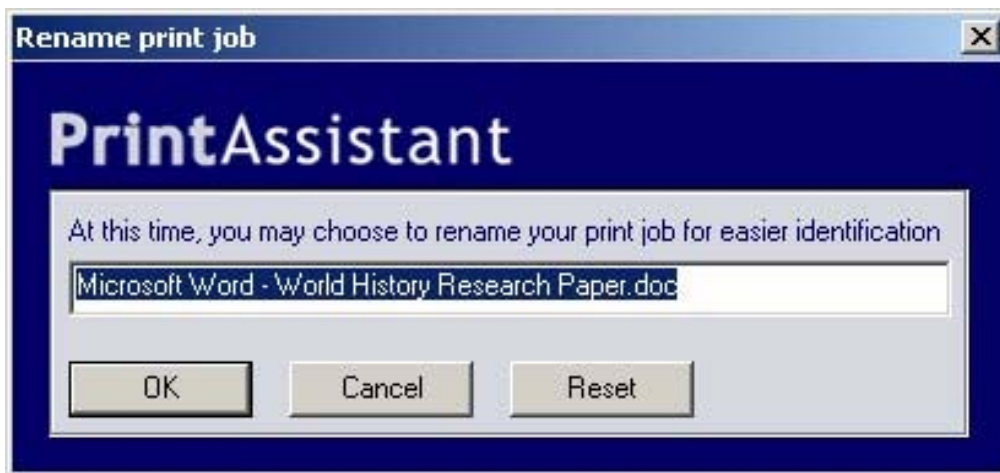 Rename print job
PrintAssistant
At this time, you may choose to rename your print job for easier identification
Microsoft Word - World History Research Paper.doc
OK Cancel Reset